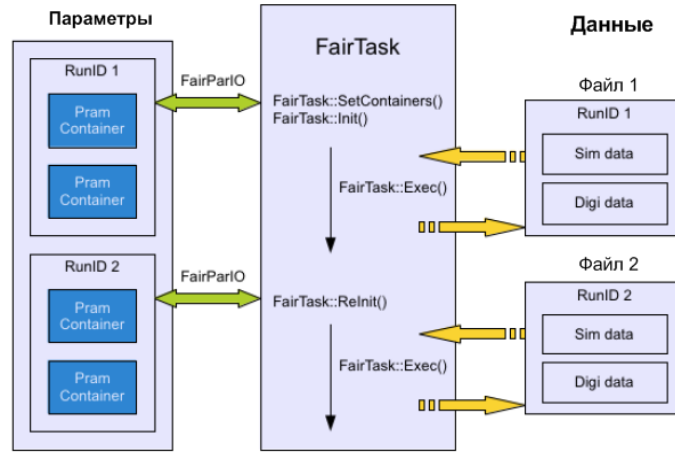 Параметры
RunID 1
Pram
Container
Pram
Container
RunID 2
Pram
Container
Pram
Container
FairParIO
FairParIO
FairTask
FairTask::SetContainers()
FairTask::Init()
FairTask::Exec()
FairTask::ReInit()
FairTask::Exec()
Данные
Файл 1
RunID 1
Sim data
Digi data
Файл 2
RunID 2
Sim data
Digi data